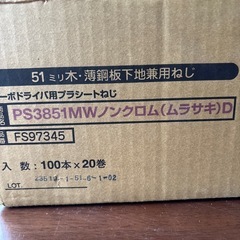 51ミリ木・薄鋼板下地兼用ねじ
ーボドライバ用プラシートねじ
PS3851MWノンクロム(ムラサキ)D
FS97345
入数:100本×20巻
LOT